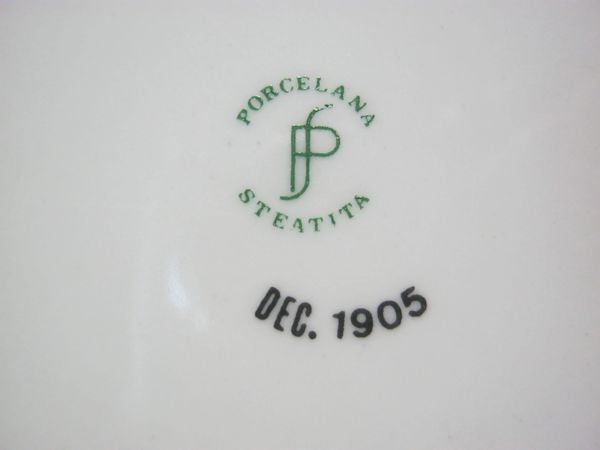 PORCELANA
PS
STEATITA
DEC. 1905